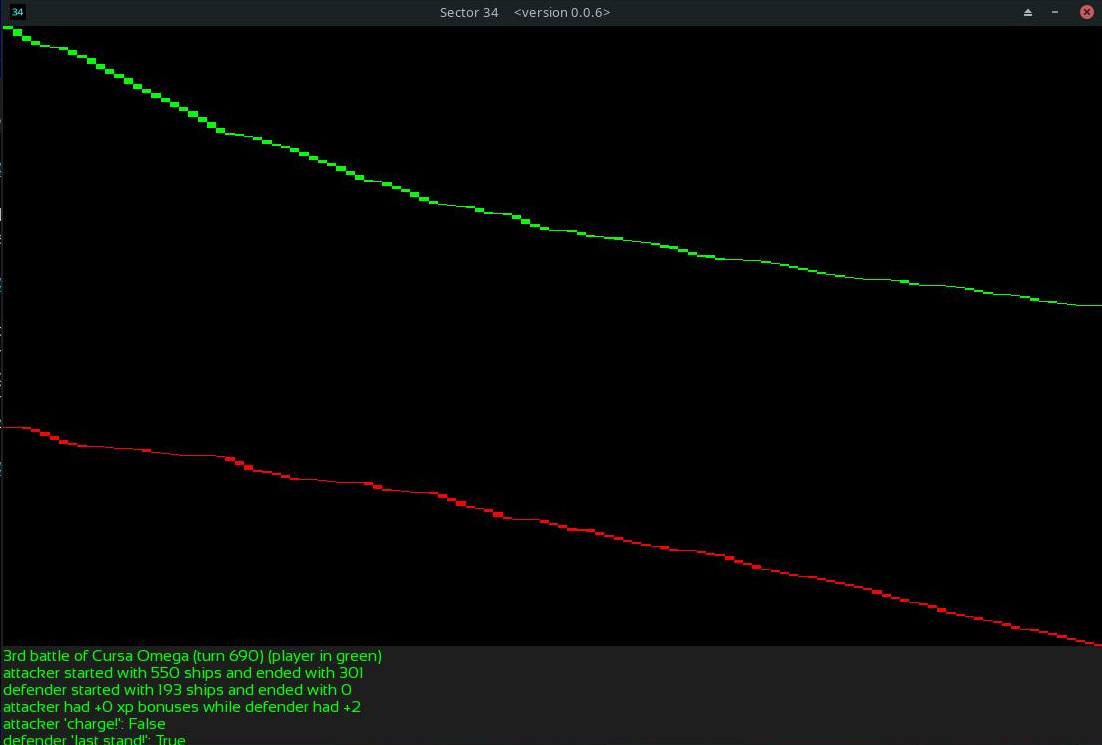 34 Sector 34 <version 0.0.6>
3rd battle of Cursa Omega (turn 690) (player in green)
attacker started with 550 ships and ended with 301
defender started with 193 ships and ended with 0
attacker had +0 xp bonuses while defender had +2
attacker 'charge!': False
defender 'last stand!': True